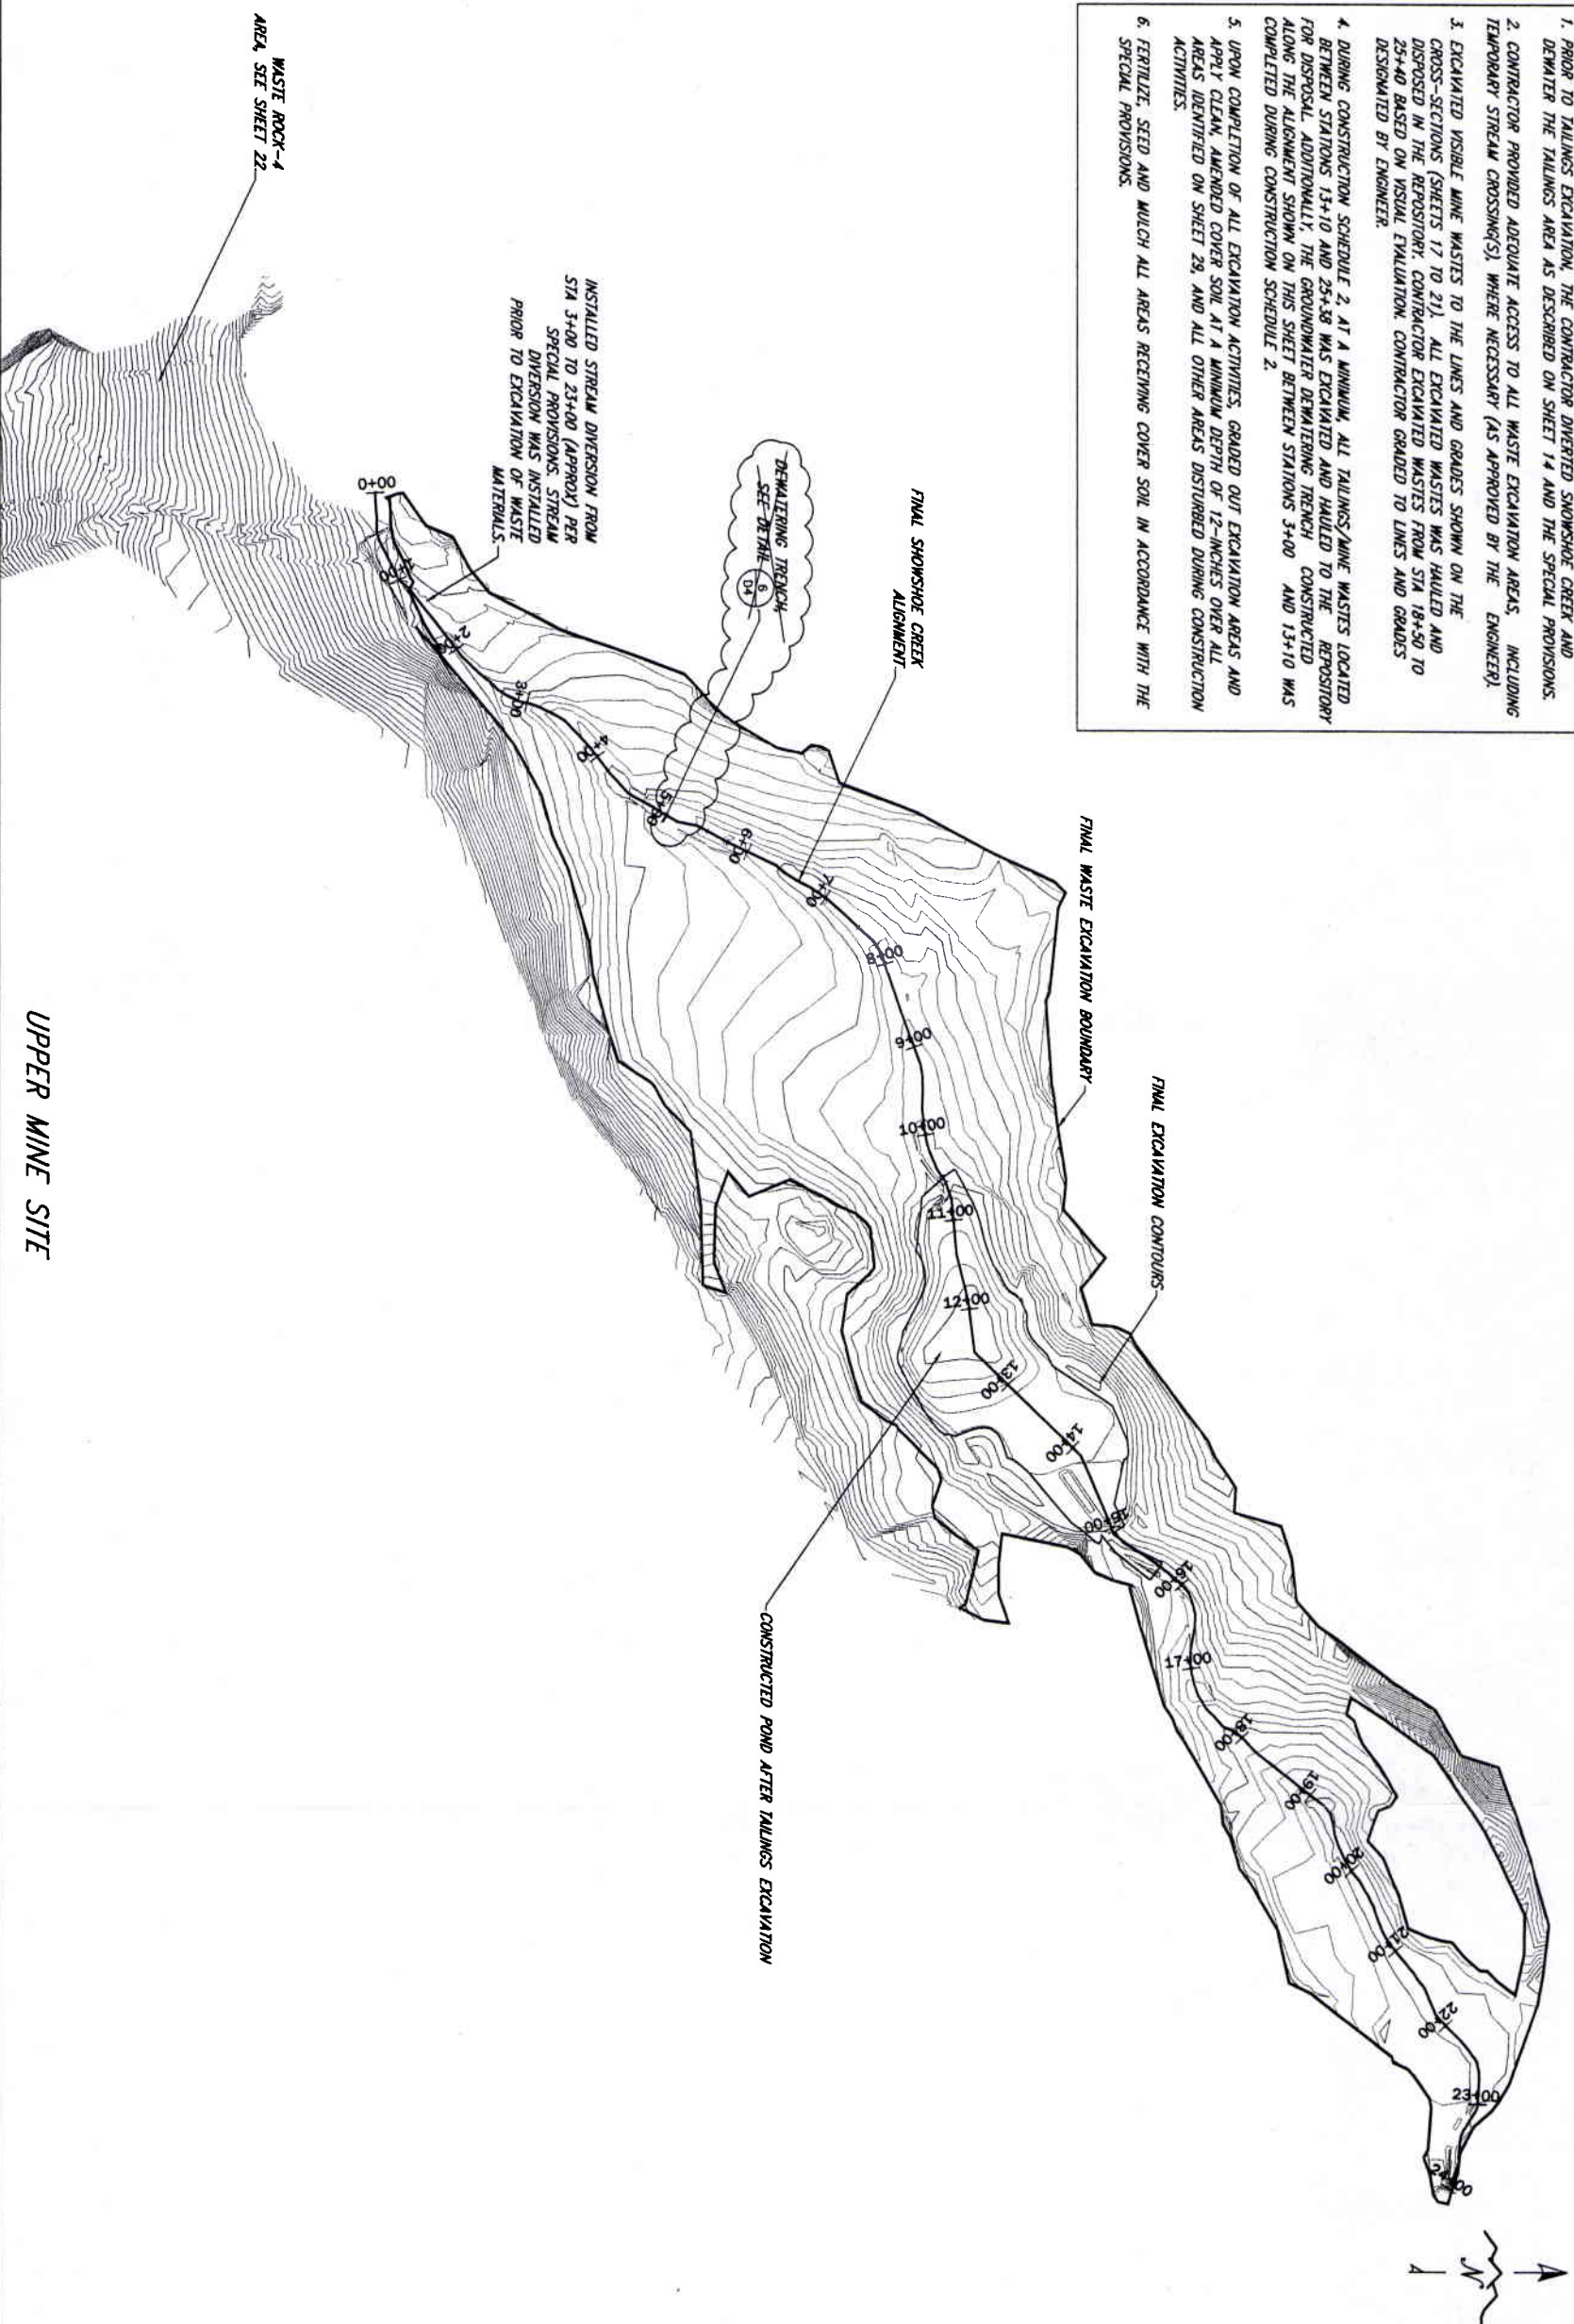 1. PRIOR TO TAILINGS EXCAVATION, THE CONTRACTOR DIVERTED SNOWSHOE CREEK AND
DEWATER THE TAILINGS AREA AS DESCRIBED ON SHEET 14 AND THE SPECIAL PROVISIONS.
2. CONTRACTOR PROVIDED ADEQUATE ACCESS TO ALL WASTE EXCAVATION AREAS, INCLUDING
TEMPORARY STREAM CROSSING(S), WHERE NECESSARY (AS APPROVED BY THE ENGINEER).
3. EXCAVATED VISIBLE MINE WASTES TO THE LINES AND GRADES SHOWN ON THE
CROSS-SECTIONS (SHEETS 17 TO 21). ALL EXCAVATED WASTES WAS HAULED AND
DISPOSED IN THE REPOSITORY. CONTRACTOR EXCAVATED WASTES FROM STA 18+50 TO
25+40 BASED ON VISUAL EVALUATION. CONTRACTOR GRADED TO LINES AND GRADES
DESIGNATED BY ENGINEER.
4. DURING CONSTRUCTION SCHEDULE 2, AT A MINIMUM, ALL TAILINGS/MINE WASTES LOCATED
BETWEEN STATIONS 13+10 AND 25+38 WAS EXCAVATED AND HAULED TO THE REPOSITORY
FOR DISPOSAL. ADDITIONALLY, THE GROUNDWATER DEWATERING TRENCH CONSTRUCTED
ALONG THE ALIGNMENT SHOWN ON THIS SHEET BETWEEN STATIONS 3+00 AND 13+10 WAS
COMPLETED DURING CONSTRUCTION SCHEDULE 2.
5. UPON COMPLETION OF ALL EXCAVATION ACTIVITIES, GRADED OUT EXCAVATION AREAS AND
APPLY CLEAN, AMENDED COVER SOIL AT A MINIMUM DEPTH OF 12-INCHES OVER ALL
AREAS IDENTIFIED ON SHEET 29, AND ALL OTHER AREAS DISTURBED DURING CONSTRUCTION
ACTIVITIES.
6. FERTILIZE, SEED AND MULCH ALL AREAS RECEIVING COVER SOIL IN ACCORDANCE WITH THE
SPECIAL PROVISIONS.
WASTE ROCK-4
AREA, SEE SHEET 22
INSTALLED STREAM DIVERSION FROM
STA 3+00 TO 23+00 (APPROX) PER
SPECIAL PROVISIONS. STREAM
DIVERSION WAS INSTALLED
PRIOR TO EXCAVATION OF WASTE
MATERIALS.
DEWATERING TRENCH,
SEE DETAIL
6
D4
FINAL SHOWSHOE CREEK
ALIGNMENT
FINAL WASTE EXCAVATION BOUNDARY
FINAL EXCAVATION CONTOURS
CONSTRUCTED POND AFTER TAILINGS EXCAVATION
0+00
1+00
2+00
3+00
4+00
5+00
6+00
7+00
8+00
9+00
10+00
11+00
12+00
13+00
14+00
15+00
16+00
17+00
18+00
19+00
20+00
21+00
22+00
23+00
24+00
N
UPPER MINE SITE